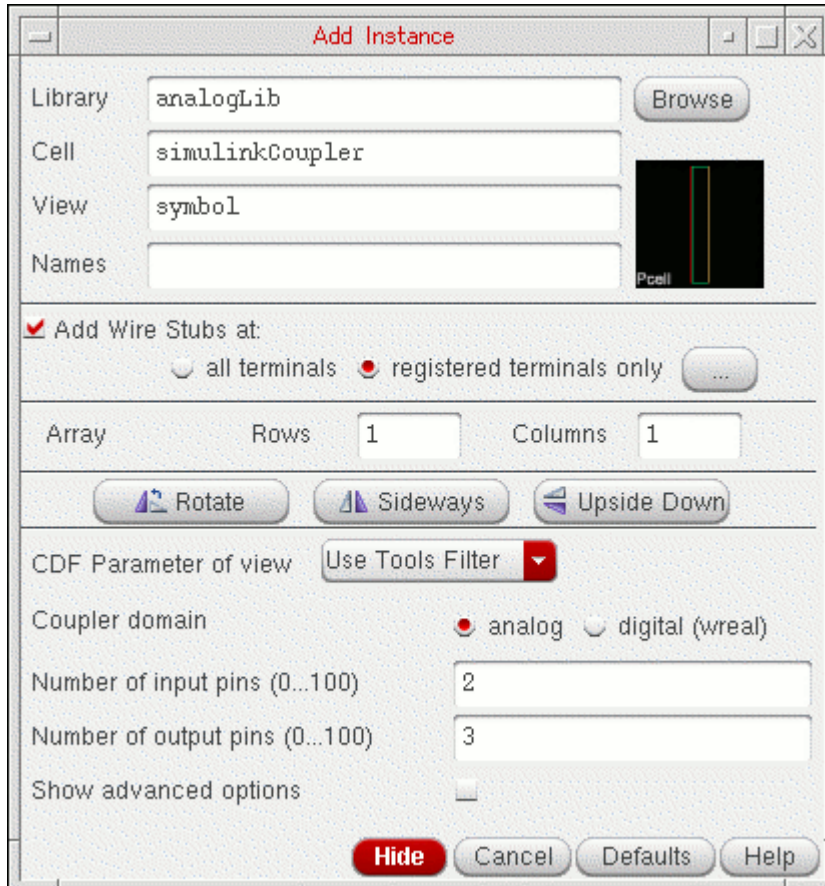 Add Instance
Library analogLib Browse
Cell simulinkCoupler
View symbol
Names
Pcell
Add Wire Stubs at:
all terminals registered terminals only ...
Array Rows 1 Columns 1
Rotate Sideways Upside Down
CDF Parameter of view Use Tools Filter
Coupler domain analog digital (wreal)
Number of input pins (0...100) 2
Number of output pins (0...100) 3
Show advanced options
Hide Cancel Defaults Help